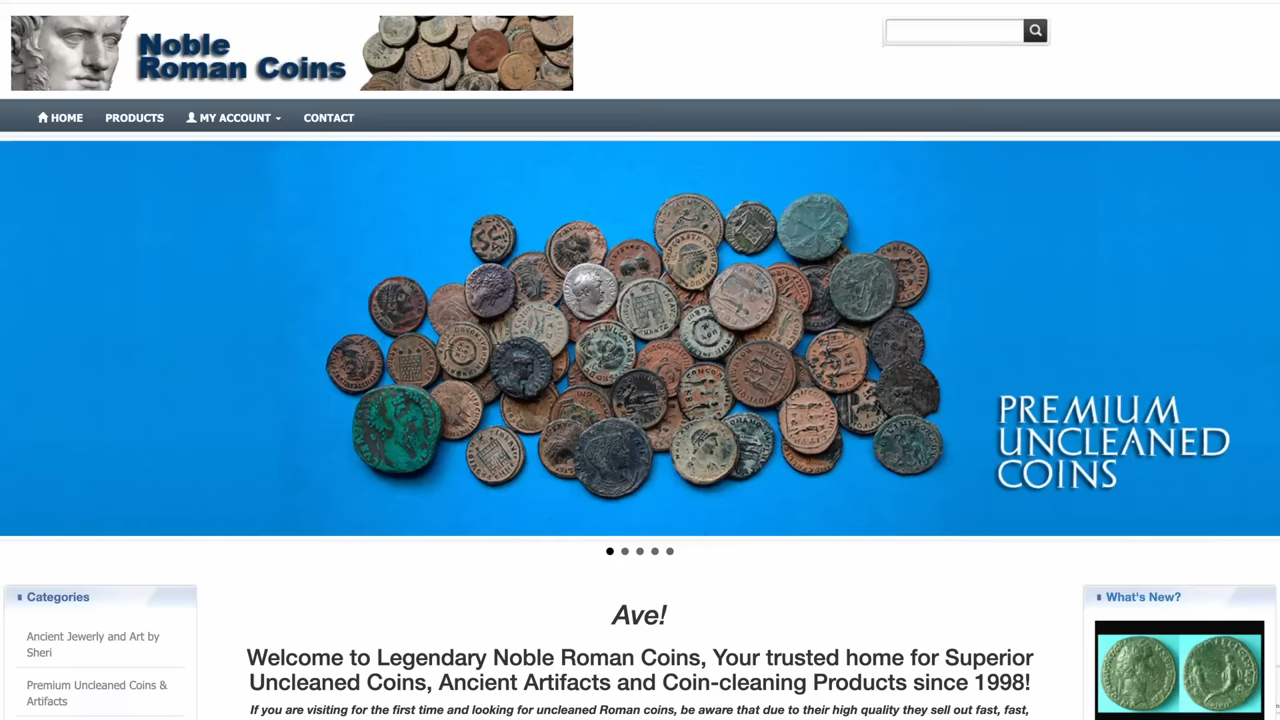 Noble
Roman Coins
HOME PRODUCTS MY ACCOUNT CONTACT
PREMIUM
UNCLEANED
COINS
Categories
Ancient Jewerly and Art by
Sheri
Premium Uncleaned Coins &
Artifacts
Ave!
Welcome to Legendary Noble Roman Coins, Your trusted home for Superior
Uncleaned Coins, Ancient Artifacts and Coin-cleaning Products since 1998!
If you are visiting for the first time and looking for uncleaned Roman coins, be aware that due to their high quality they sell out fast, fast,
What's New?